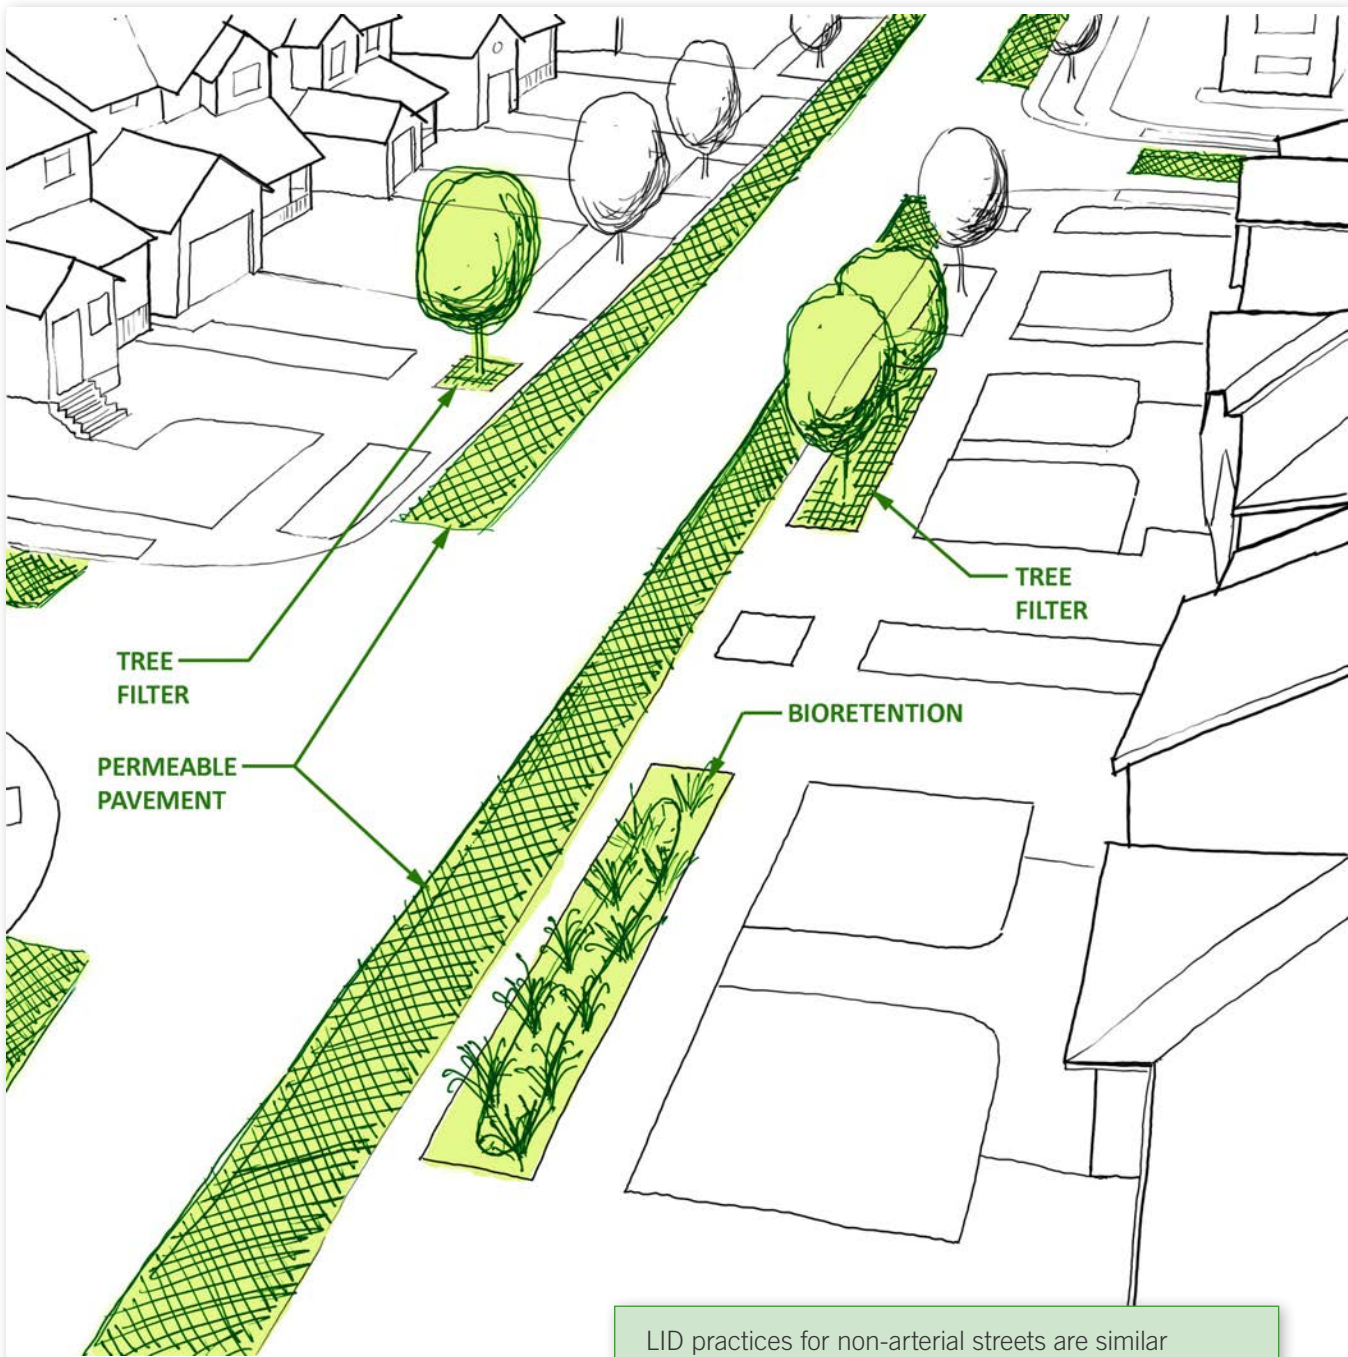 TREE
FILTER
TREE
FILTER
BIORETENTION
PERMEABLE
PAVEMENT
LID practices for non-arterial streets are similar